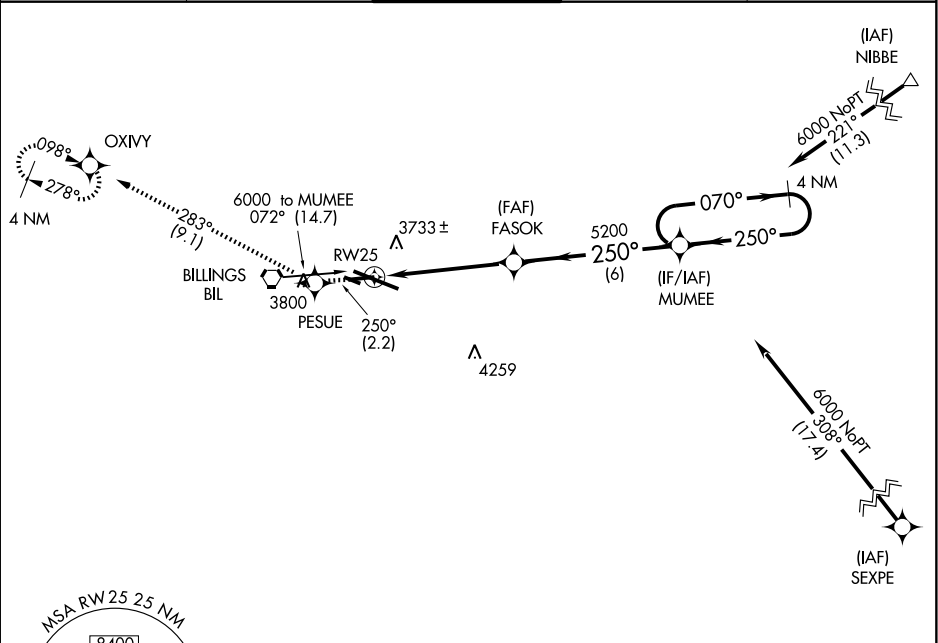 (IAF)
NIBBE
6000 NoPT
221°
(11.3)
OXIVY
098°
278°
4 NM
283°
(9.1)
6000 to MUMEE
072° (14.7)
3733 ±
(FAF)
FASOK
5200
250°
(6)
070°
4 NM
250°
(IF/IAF)
MUMEE
RW25
BILLINGS
BIL
3800
PESUE
250°
(2.2)
4259
6000 NoPT
308°
(17.4)
(IAF)
SEXPE
MSA RW25 25 NM
8400